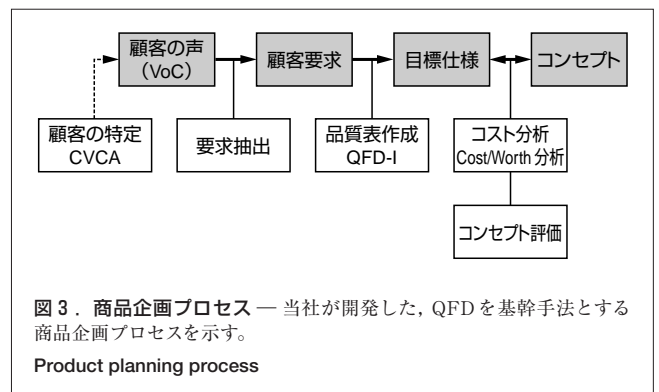 顧客の声
（VoC）
顧客要求
目標仕様
コンセプト
顧客の特定
CVCA
要求抽出
品質表作成
QFD-I
コスト分析
Cost/Worth 分析
コンセプト評価
図3．商品企画プロセス — 当社が開発した，QFDを基幹手法とする
商品企画プロセスを示す。
Product planning process